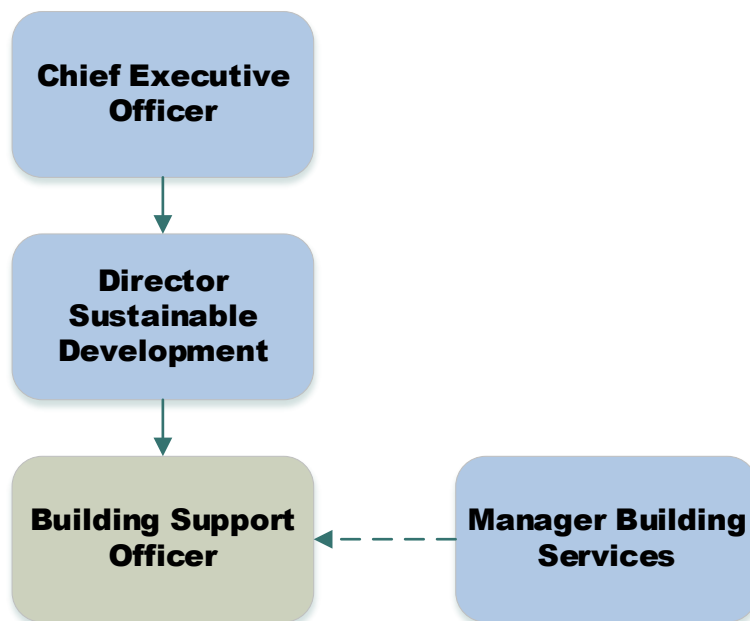 Chief Executive
Officer
Director
Sustainable
Development
Building Support
Officer
Manager Building
Services